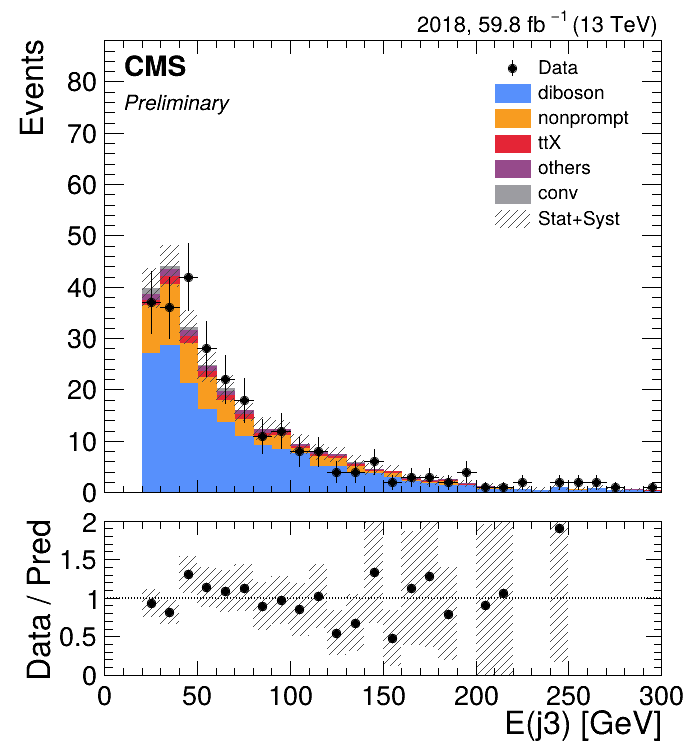 2018, 59.8 fb⁻¹ (13 TeV)
Events
CMS
Preliminary
Data
diboson
nonprompt
ttX
others
conv
Stat+Syst
80
70
60
50
40
30
20
10
0
Data / Pred
2
1.5
1
0.5
0
0 50 100 150 200 250 300
E(j3) [GeV]